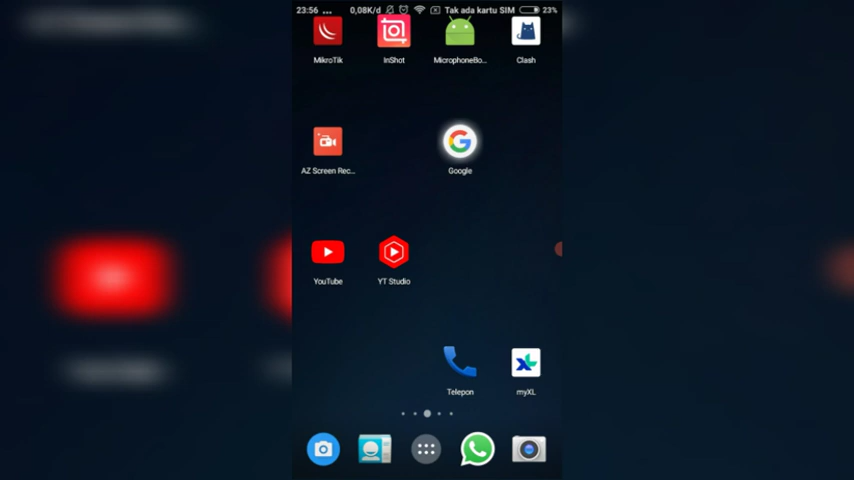 23:56 0,08K/d Tak ada kartu SIM 23%
MikroTik InShot MicrophoneBo... Clash
AZ Screen Rec... Google
YouTube YT Studio
Telepon myXL